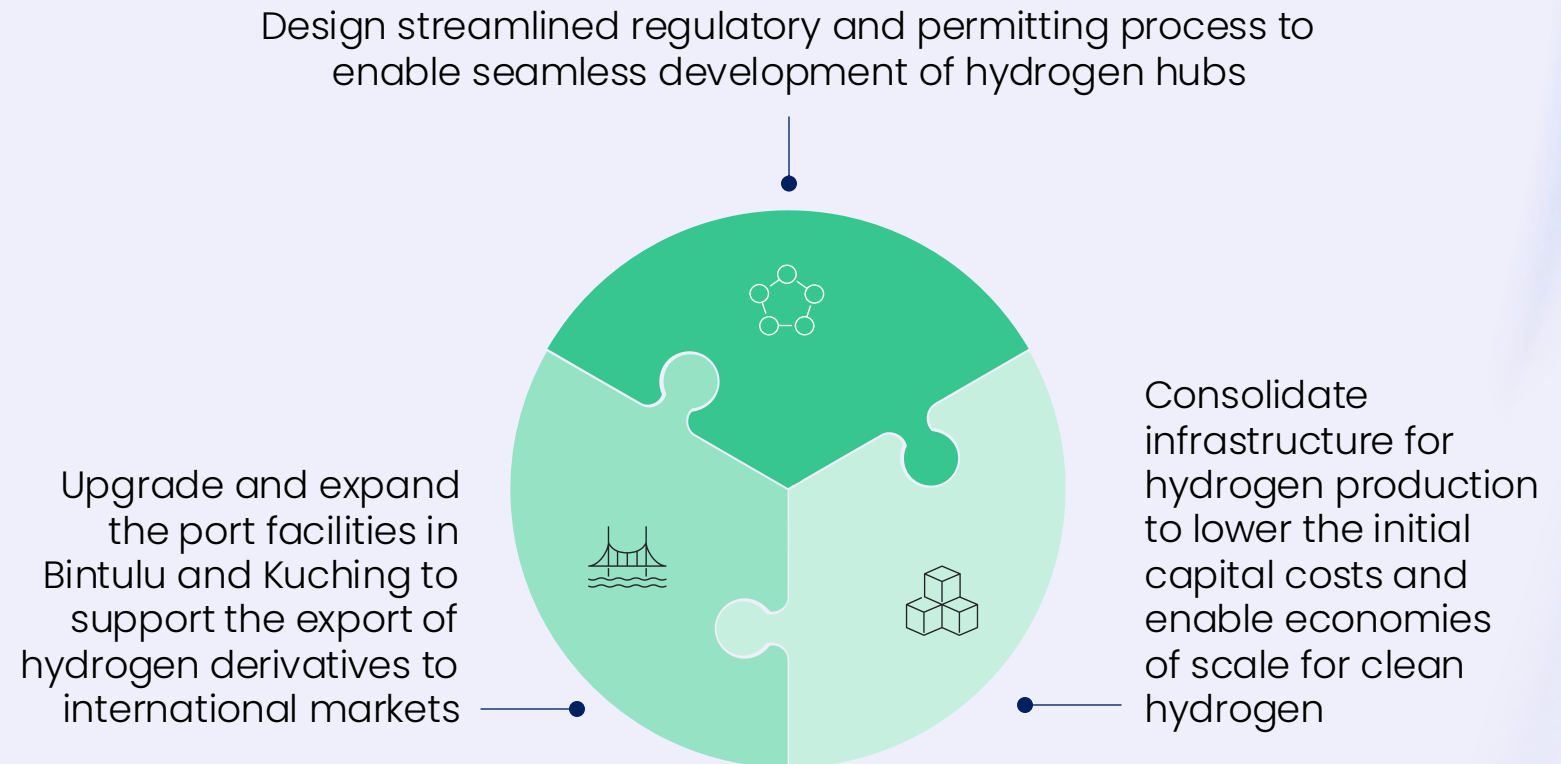 Design streamlined regulatory and permitting process to
enable seamless development of hydrogen hubs
Upgrade and expand
the port facilities in
Bintulu and Kuching to
support the export of
hydrogen derivatives to
international markets
Consolidate
infrastructure for
hydrogen production
to lower the initial
capital costs and
enable economies
of scale for clean
hydrogen